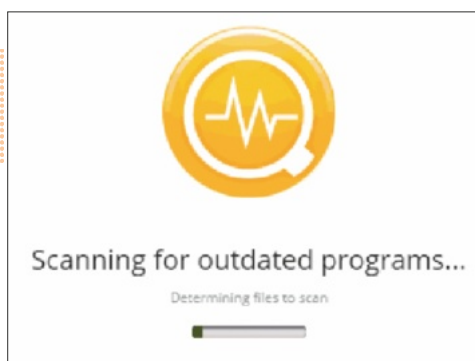 Scanning for outdated programs...
Determining files to scan